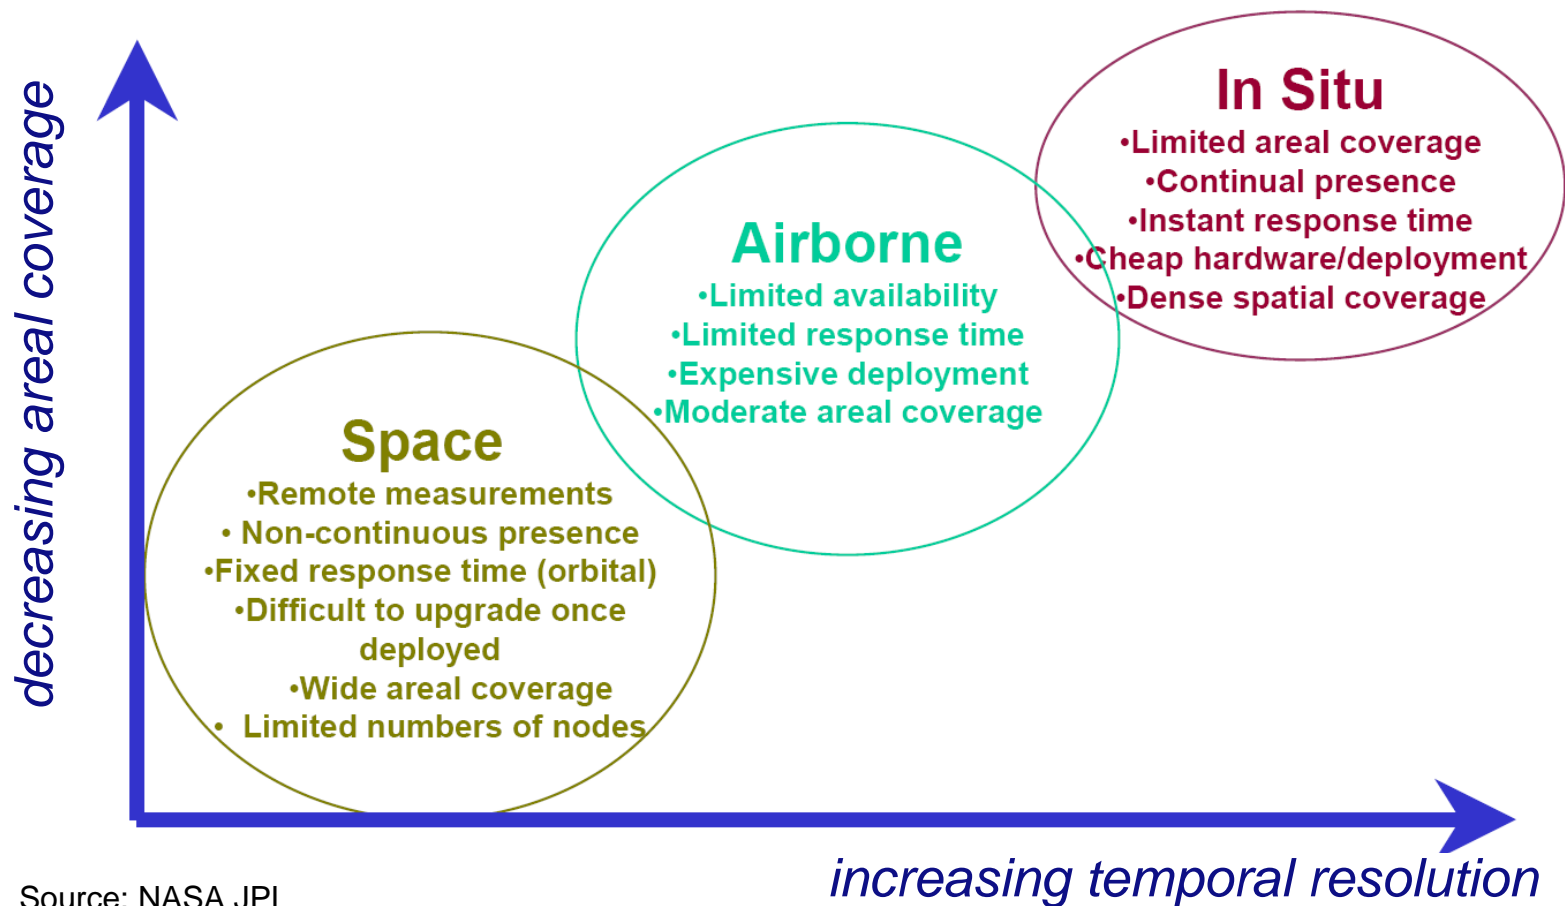 decreasing areal coverage
In Situ
•Limited areal coverage
•Continual presence
•Instant response time
•Cheap hardware/deployment
•Dense spatial coverage
Airborne
•Limited availability
•Limited response time
•Expensive deployment
•Moderate areal coverage
Space
•Remote measurements
• Non-continuous presence
•Fixed response time (orbital)
•Difficult to upgrade once
deployed
•Wide areal coverage
• Limited numbers of nodes
increasing temporal resolution
Source: NASA JPL